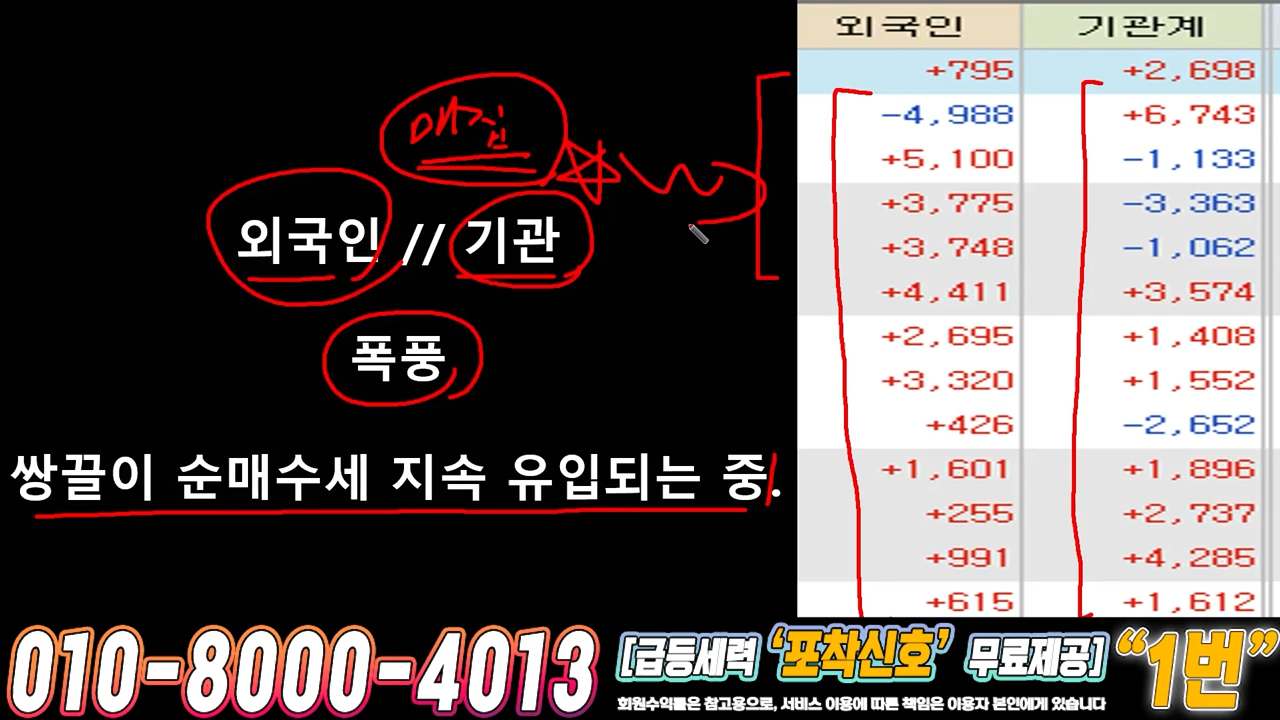 매집
외국인 // 기관
폭풍
쌍끌이 순매수세 지속 유입되는 중.
외국인 기관계
+795 +2,698
-4,988 +6,743
+5,100 -1,133
+3,775 -3,363
+3,748 -1,062
+4,411 +3,574
+2,695 +1,408
+3,320 +1,552
+426 -2,652
+1,601 +1,896
+255 +2,737
+991 +4,285
+615 +1,612
010-8000-4013 [급등세력 '포착신호' 무료제공] "1번"
회원수익률은 참고용으로, 서비스 이용에 따른 책임은 이용자 본인에게 있습니다